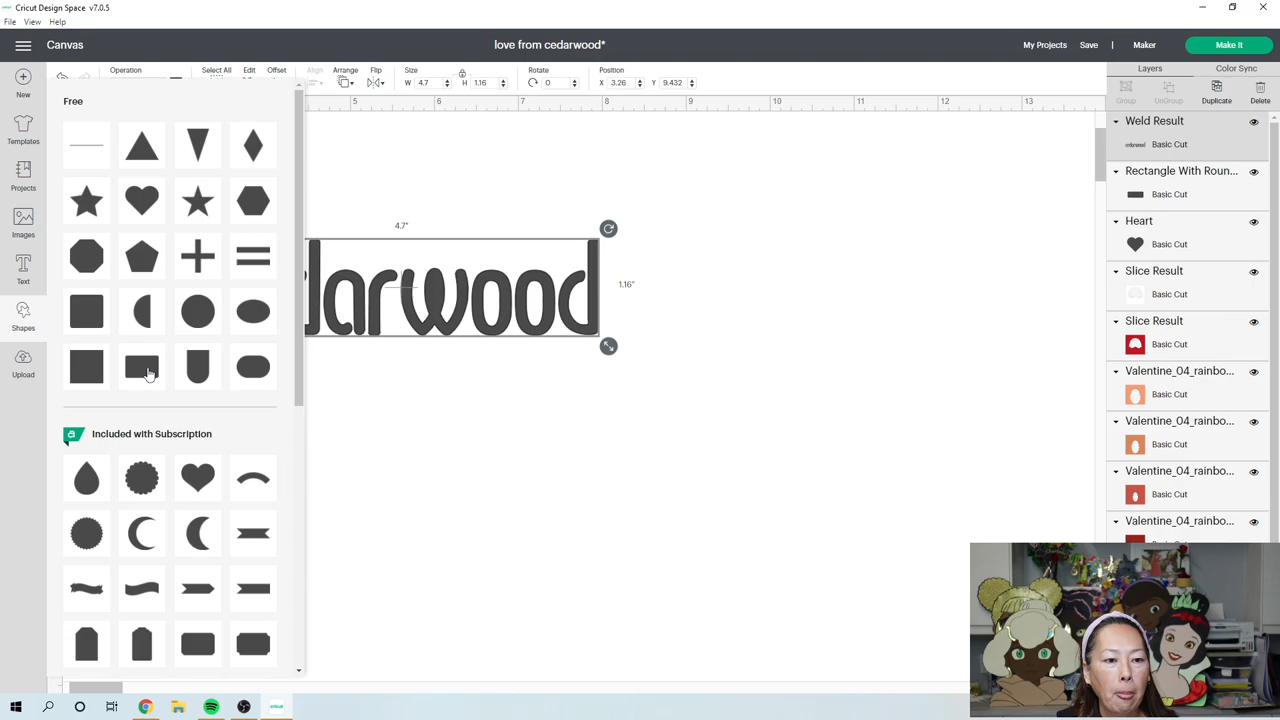 Cricut Design Space v7.0.5
File View Help
Canvas
love from cedarwood*
My Projects Save | Maker Make It
Operation Select All Edit Offset Align Arrange Flip Size Rotate Position
W 4.7 H 1.16 0 X 3.26 Y 9.432
Layers Color Sync
Group UnGroup Duplicate Delete
New
Templates
Projects
Images
Text
Shapes
Upload
Free
Included with Subscription
5 6 7 8 9 10 11 12 13
4.7"
1.16"
darwood
Weld Result
Basic Cut
Rectangle With Roun...
Basic Cut
Heart
Basic Cut
Slice Result
Basic Cut
Slice Result
Basic Cut
Valentine_04_rainbo...
Basic Cut
Valentine_04_rainbo...
Basic Cut
Valentine_04_rainbo...
Basic Cut
Valentine_04_rainbo...